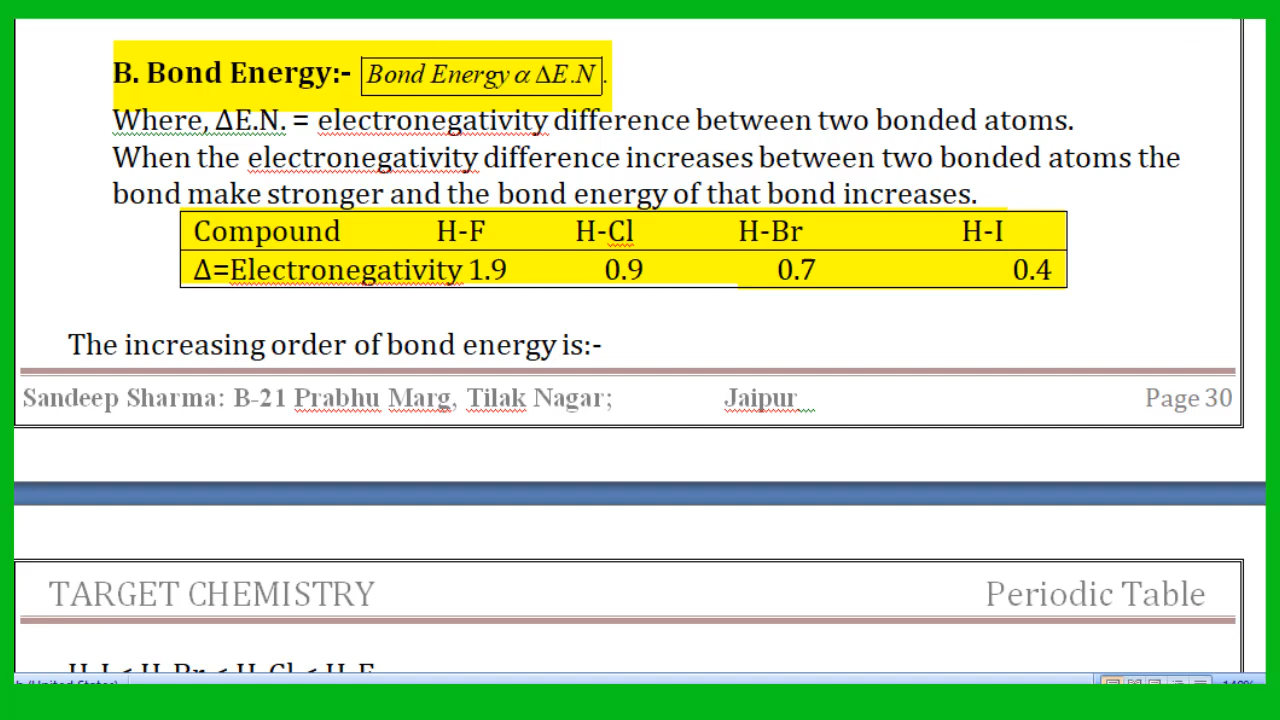 B. Bond Energy:- Bond Energy α ΔE.N.
Where, ΔE.N. = electronegativity difference between two bonded atoms.
When the electronegativity difference increases between two bonded atoms the
bond make stronger and the bond energy of that bond increases.
Compound H-F H-Cl H-Br H-I
Δ=Electronegativity 1.9 0.9 0.7 0.4
The increasing order of bond energy is:-
Sandeep Sharma: B-21 Prabhu Marg, Tilak Nagar; Jaipur Page 30
TARGET CHEMISTRY Periodic Table
H-I < H-Br < H-Cl < H-F